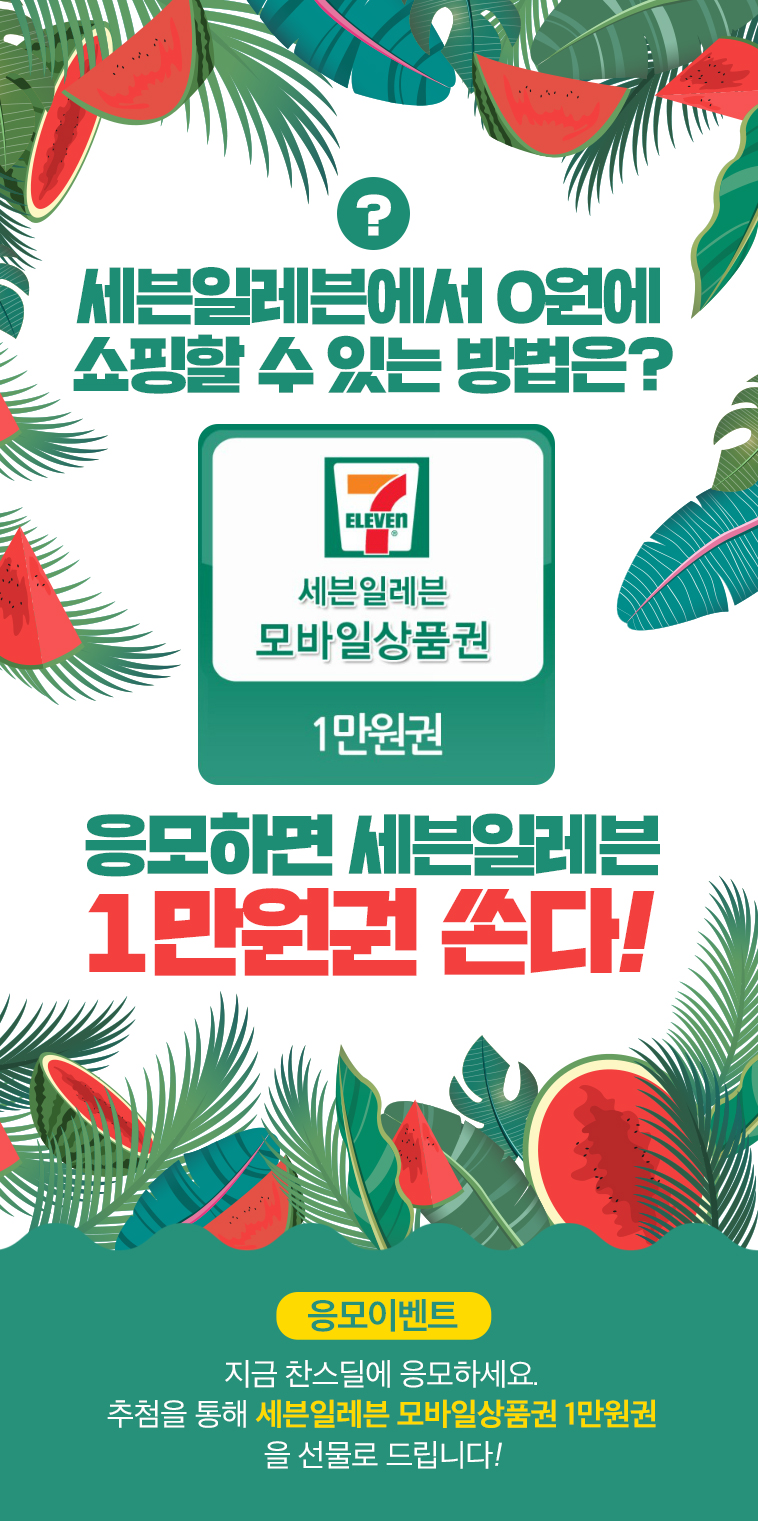 ?
세븐일레븐에서 0원에
쇼핑할 수 있는 방법은?
7
ELEVEn
®
세븐일레븐
모바일상품권
1만원권
응모하면 세븐일레븐
1만원권 쏜다!
응모이벤트
지금 찬스딜에 응모하세요.
추첨을 통해 세븐일레븐 모바일상품권 1만원권
을 선물로 드립니다!